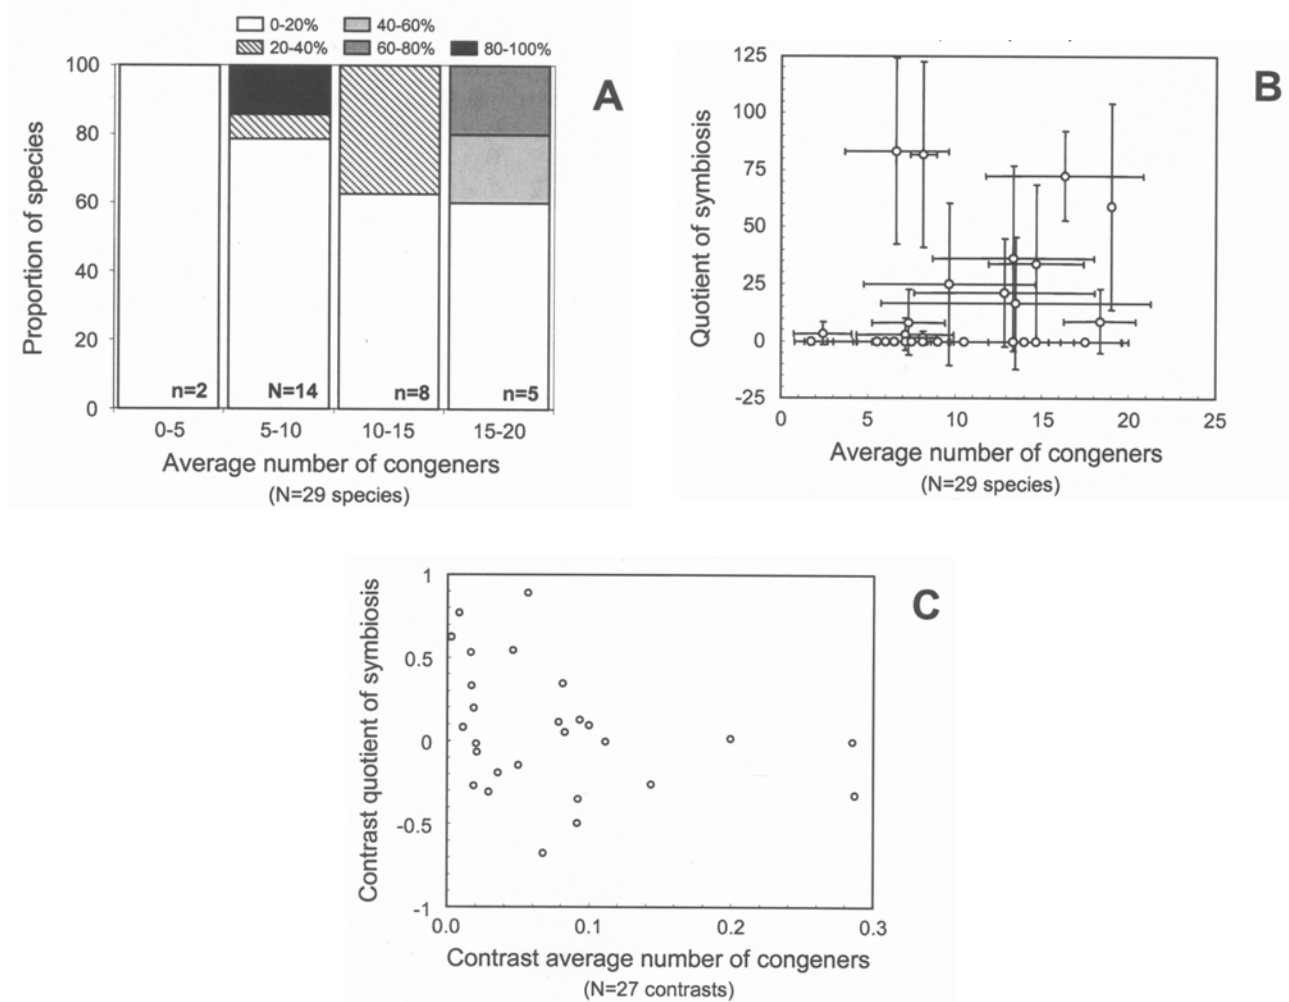 0-20% 40-60%
20-40% 60-80% 80-100%
A
Proportion of species
100
80
60
40
20
0
n=2 N=14 n=8 n=5
0-5 5-10 10-15 15-20
Average number of congeners
(N=29 species)
B
Quotient of symbiosis
125
100
75
50
25
0
-25
0 5 10 15 20 25
Average number of congeners
(N=29 species)
C
Contrast quotient of symbiosis
1
0.5
0
-0.5
-1
0.0 0.1 0.2 0.3
Contrast average number of congeners
(N=27 contrasts)